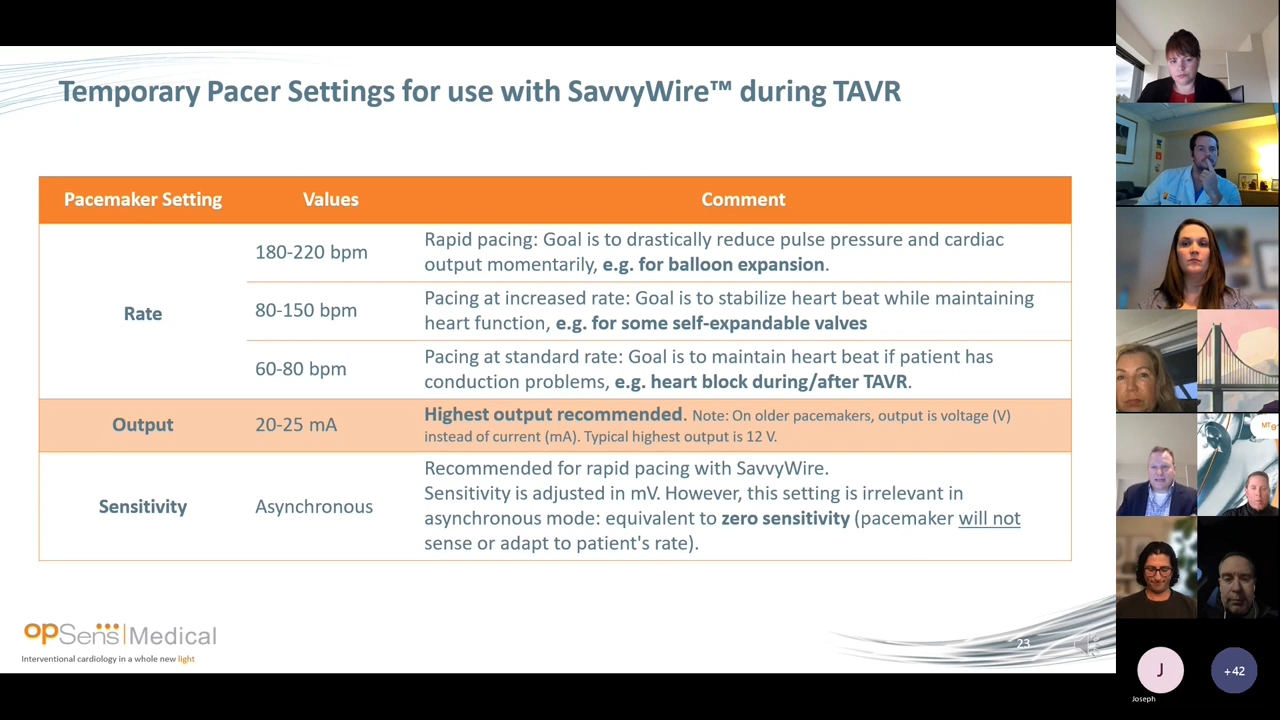 Temporary Pacer Settings for use with SavvyWire™ during TAVR
Pacemaker Setting
Values
Comment
Rate
180-220 bpm
Rapid pacing: Goal is to drastically reduce pulse pressure and cardiac
output momentarily, e.g. for balloon expansion.
80-150 bpm
Pacing at increased rate: Goal is to stabilize heart beat while maintaining
heart function, e.g. for some self-expandable valves
60-80 bpm
Pacing at standard rate: Goal is to maintain heart beat if patient has
conduction problems, e.g. heart block during/after TAVR.
Output
20-25 mA
Highest output recommended. Note: On older pacemakers, output is voltage (V)
instead of current (mA). Typical highest output is 12 V.
Sensitivity
Asynchronous
Recommended for rapid pacing with SavvyWire.
Sensitivity is adjusted in mV. However, this setting is irrelevant in
asynchronous mode: equivalent to zero sensitivity (pacemaker will not
sense or adapt to patient's rate).
opSens|Medical
Interventional cardiology in a whole new light
23
J
Joseph
+42